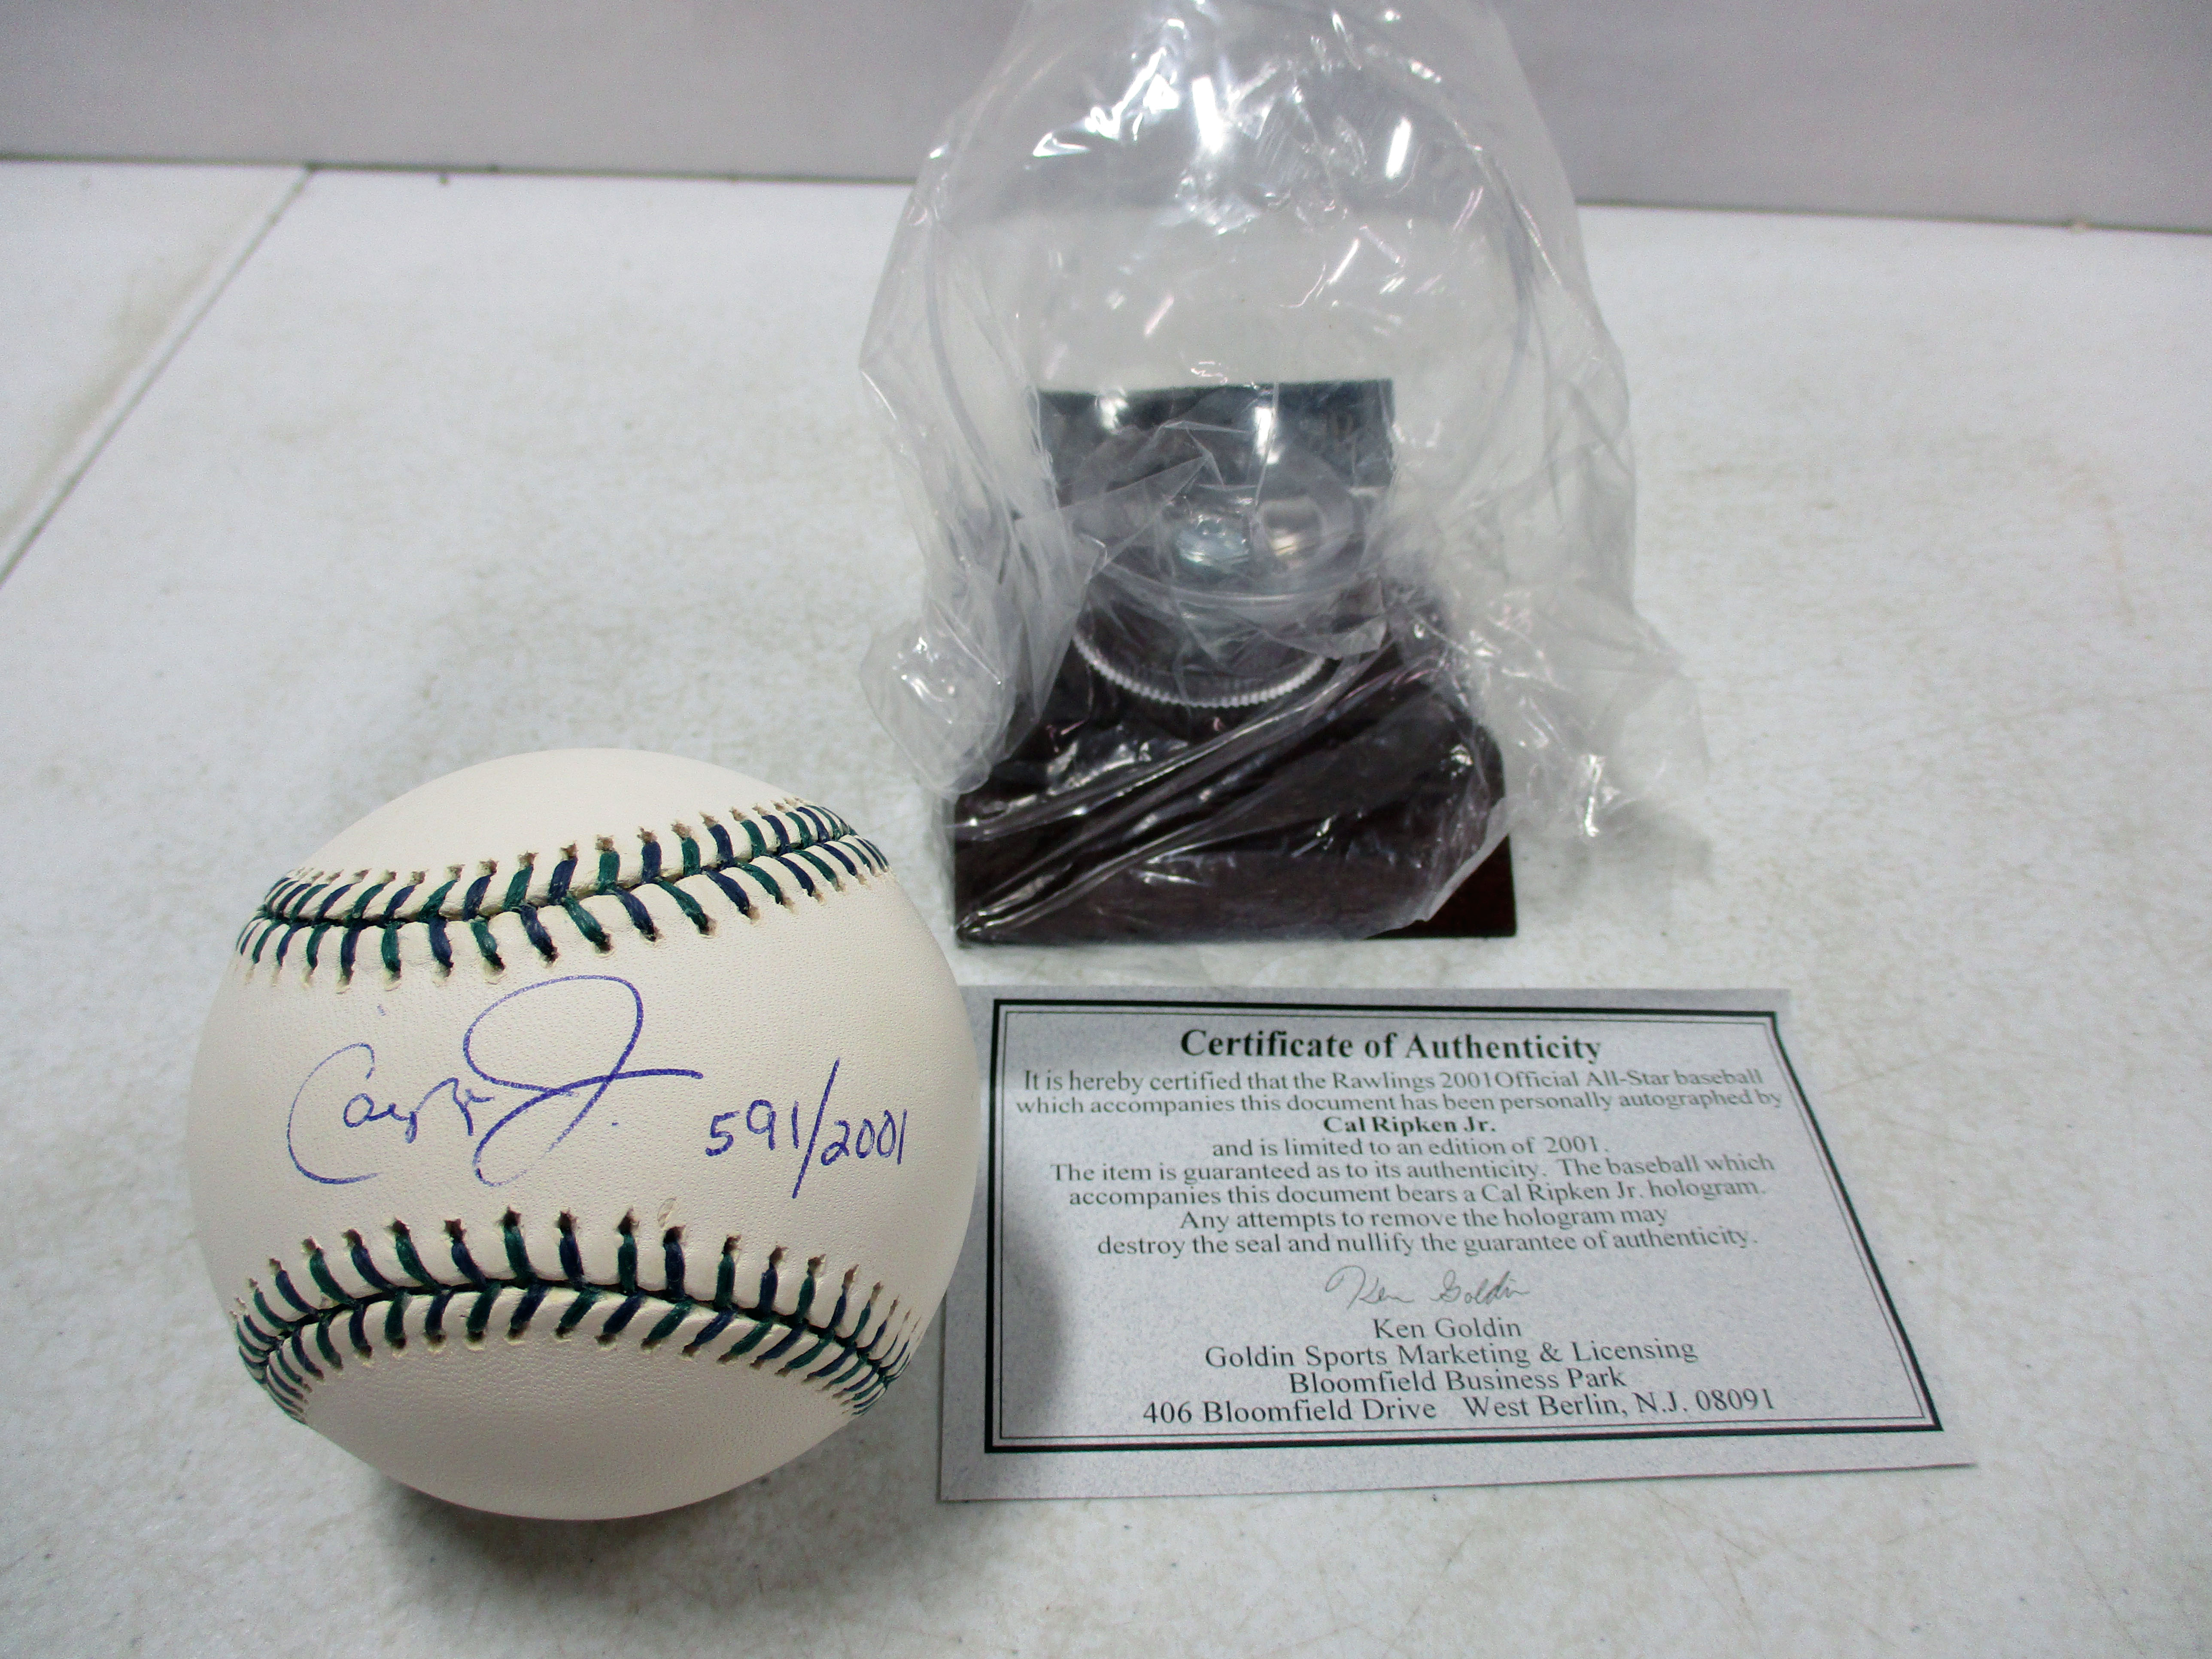 Cal Ripken Jr. 591/2001
Certificate of Authenticity
It is hereby certified that the Rawlings 2001Official All-Star baseball
which accompanies this document has been personally autographed by
Cal Ripken Jr.
and is limited to an edition of 2001.
The item is guaranteed as to its authenticity. The baseball which
accompanies this document bears a Cal Ripken Jr. hologram.
Any attempts to remove the hologram may
destroy the seal and nullify the guarantee of authenticity.
Ken Goldin
Ken Goldin
Goldin Sports Marketing & Licensing
Bloomfield Business Park
406 Bloomfield Drive West Berlin, N.J. 08091